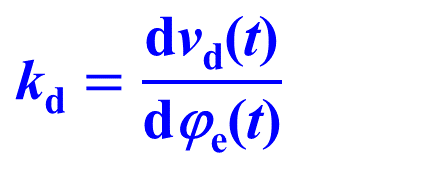 k_d = dv_d(t) / dφ_e(t)